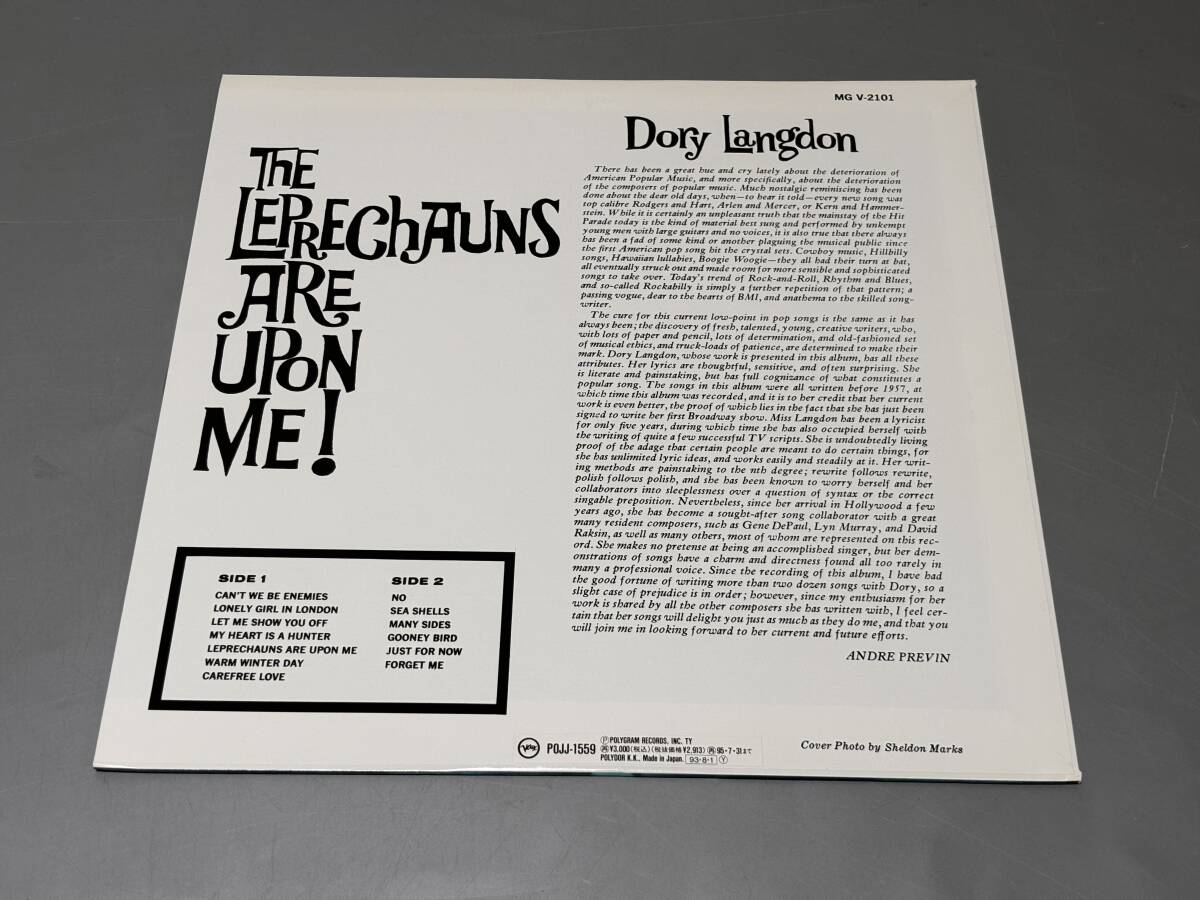 MG V-2101
THE
LEPRECHAUNS
ARE
UPON
ME!
Dory Langdon
There has been a great hue and cry lately about the deterioration of
American Popular Music, and more specifically, about the deterioration
of the composers of popular music. Much nostalgic reminiscing has been
done about the dear old days, when—to hear it told—every new song was
top calibre Rodgers and Hart, Arlen and Mercer, or Kern and Hammer-
stein. While it is certainly an unpleasant truth that the mainstay of the Hit
Parade today is the kind of material best sung and performed by unkempt
young men with large guitars and no voices, it is also true that there always
has been a fad of some kind or another plaguing the musical public since
the first American pop song hit the crystal sets. Cowboy music, Hillbilly
songs, Hawaiian lullabies, Boogie Woogie—they all had their turn at bat,
all eventually struck out and made room for more sensible and sophisticated
songs to take over. Today's trend of Rock-and-Roll, Rhythm and Blues,
and so-called Rockabilly is simply a further repetition of that pattern; a
passing vogue, dear to the hearts of BMI, and anathema to the skilled song-
writer.
The cure for this current low-point in pop songs is the same as it has
always been; the discovery of fresh, talented, young, creative writers, who,
with lots of paper and pencil, lots of determination, and old-fashioned set
of musical ethics, and truck-loads of patience, are determined to make their
mark. Dory Langdon, whose work is presented in this album, has all these
attributes. Her lyrics are thoughtful, sensitive, and often surprising. She
is literate and painstaking, but has full cognizance of what constitutes a
popular song. The songs in this album were all written before 1957, at
which time this album was recorded, and it is to her credit that her current
work is even better, the proof of which lies in the fact that she has just been
signed to write her first Broadway show. Miss Langdon has been a lyricist
for only five years, during which time she has also occupied herself with
the writing of quite a few successful TV scripts. She is undoubtedly living
proof of the adage that certain people are meant to do certain things, for
she has unlimited lyric ideas, and works easily and steadily at it. Her writ-
ing methods are painstaking to the nth degree; rewrite follows rewrite,
polish follows polish, and she has been known to worry herself and her
collaborators into sleeplessness over a question of syntax or the correct
singable preposition. Nevertheless, since her arrival in Hollywood a few
years ago, she has become a sought-after song collaborator with a great
many resident composers, such as Gene DePaul, Lyn Murray, and David
Raksin, as well as many others, most of whom are represented on this rec-
ord. She makes no pretense at being an accomplished singer, but her dem-
onstrations of songs have a charm and directness found all too rarely in
many a professional voice. Since the recording of this album, I have had
the good fortune of writing more than two dozen songs with Dory, so a
slight case of prejudice is in order; however, since my enthusiasm for her
work is shared by all the other composers she has written with, I feel cer-
tain that her songs will delight you just as much as they do me, and that you
will join me in looking forward to her current and future efforts.
ANDRE PREVIN
SIDE 1
CAN'T WE BE ENEMIES
LONELY GIRL IN LONDON
LET ME SHOW YOU OFF
MY HEART IS A HUNTER
LEPRECHAUNS ARE UPON ME
WARM WINTER DAY
CAREFREE LOVE
SIDE 2
NO
SEA SHELLS
MANY SIDES
GOONEY BIRD
JUST FOR NOW
FORGET ME
Verve POJJ-1559
Ⓟ POLYGRAM RECORDS, INC. TY
㊢¥3,000(税込)(税抜価格¥2,913) ㊢95・7・31まで
POLYDOR K.K., Made in Japan. 93・8・1 Ⓨ
Cover Photo by Sheldon Marks